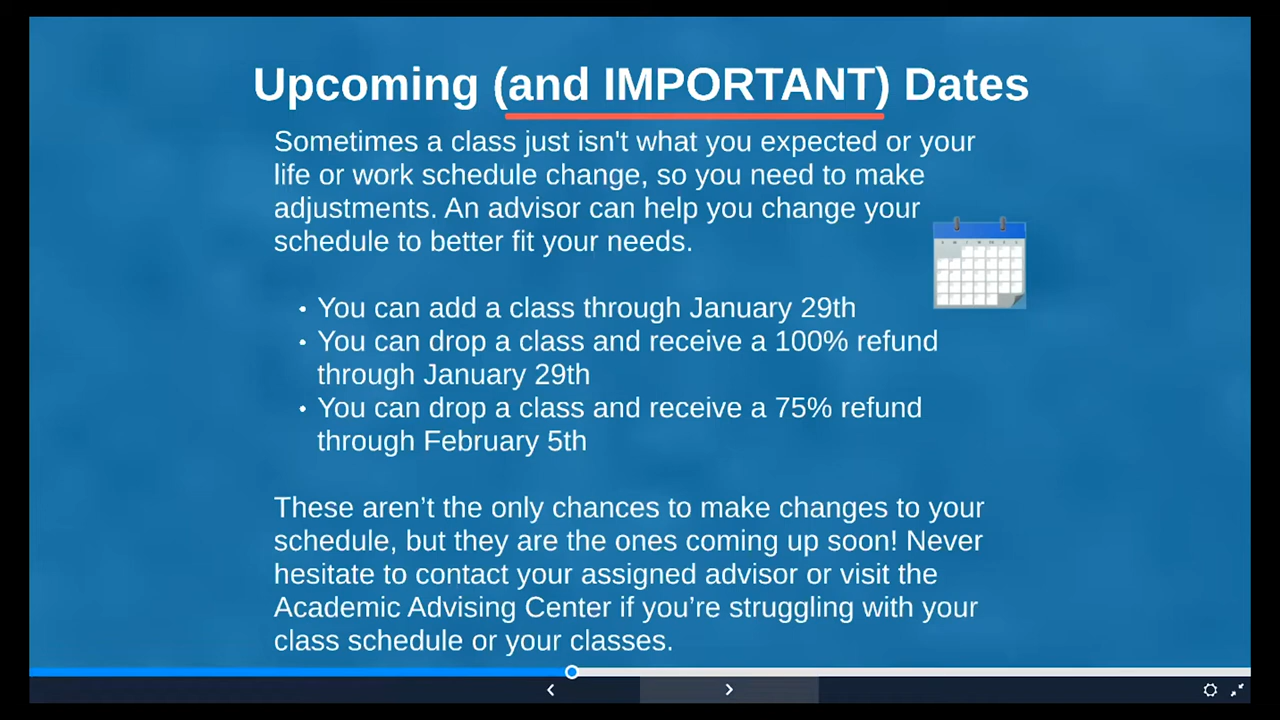 Upcoming (and IMPORTANT) Dates
Sometimes a class just isn't what you expected or your
life or work schedule change, so you need to make
adjustments. An advisor can help you change your
schedule to better fit your needs.
• You can add a class through January 29th
• You can drop a class and receive a 100% refund
through January 29th
• You can drop a class and receive a 75% refund
through February 5th
These aren’t the only chances to make changes to your
schedule, but they are the ones coming up soon! Never
hesitate to contact your assigned advisor or visit the
Academic Advising Center if you’re struggling with your
class schedule or your classes.